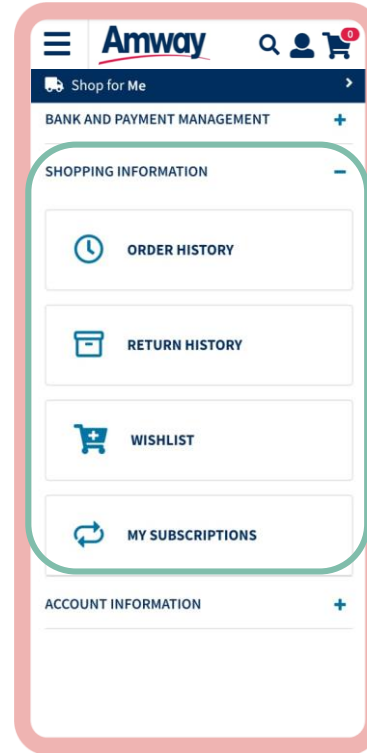 Amway
0
Shop for Me
BANK AND PAYMENT MANAGEMENT
SHOPPING INFORMATION
ORDER HISTORY
RETURN HISTORY
WISHLIST
MY SUBSCRIPTIONS
ACCOUNT INFORMATION